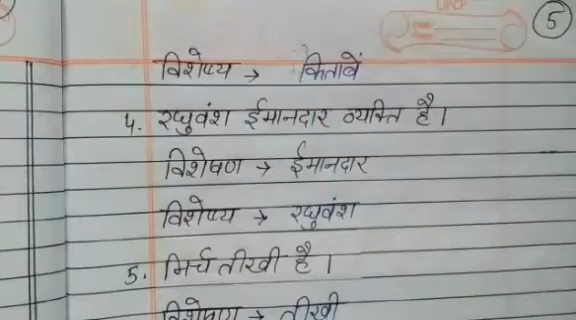 5
विशेष्य → किताबें
4. रघुवंश ईमानदार व्यक्ति है।
विशेषण → ईमानदार
विशेष्य → रघुवंश
5. मिर्च तीखी है।
विशेषण → तीखी